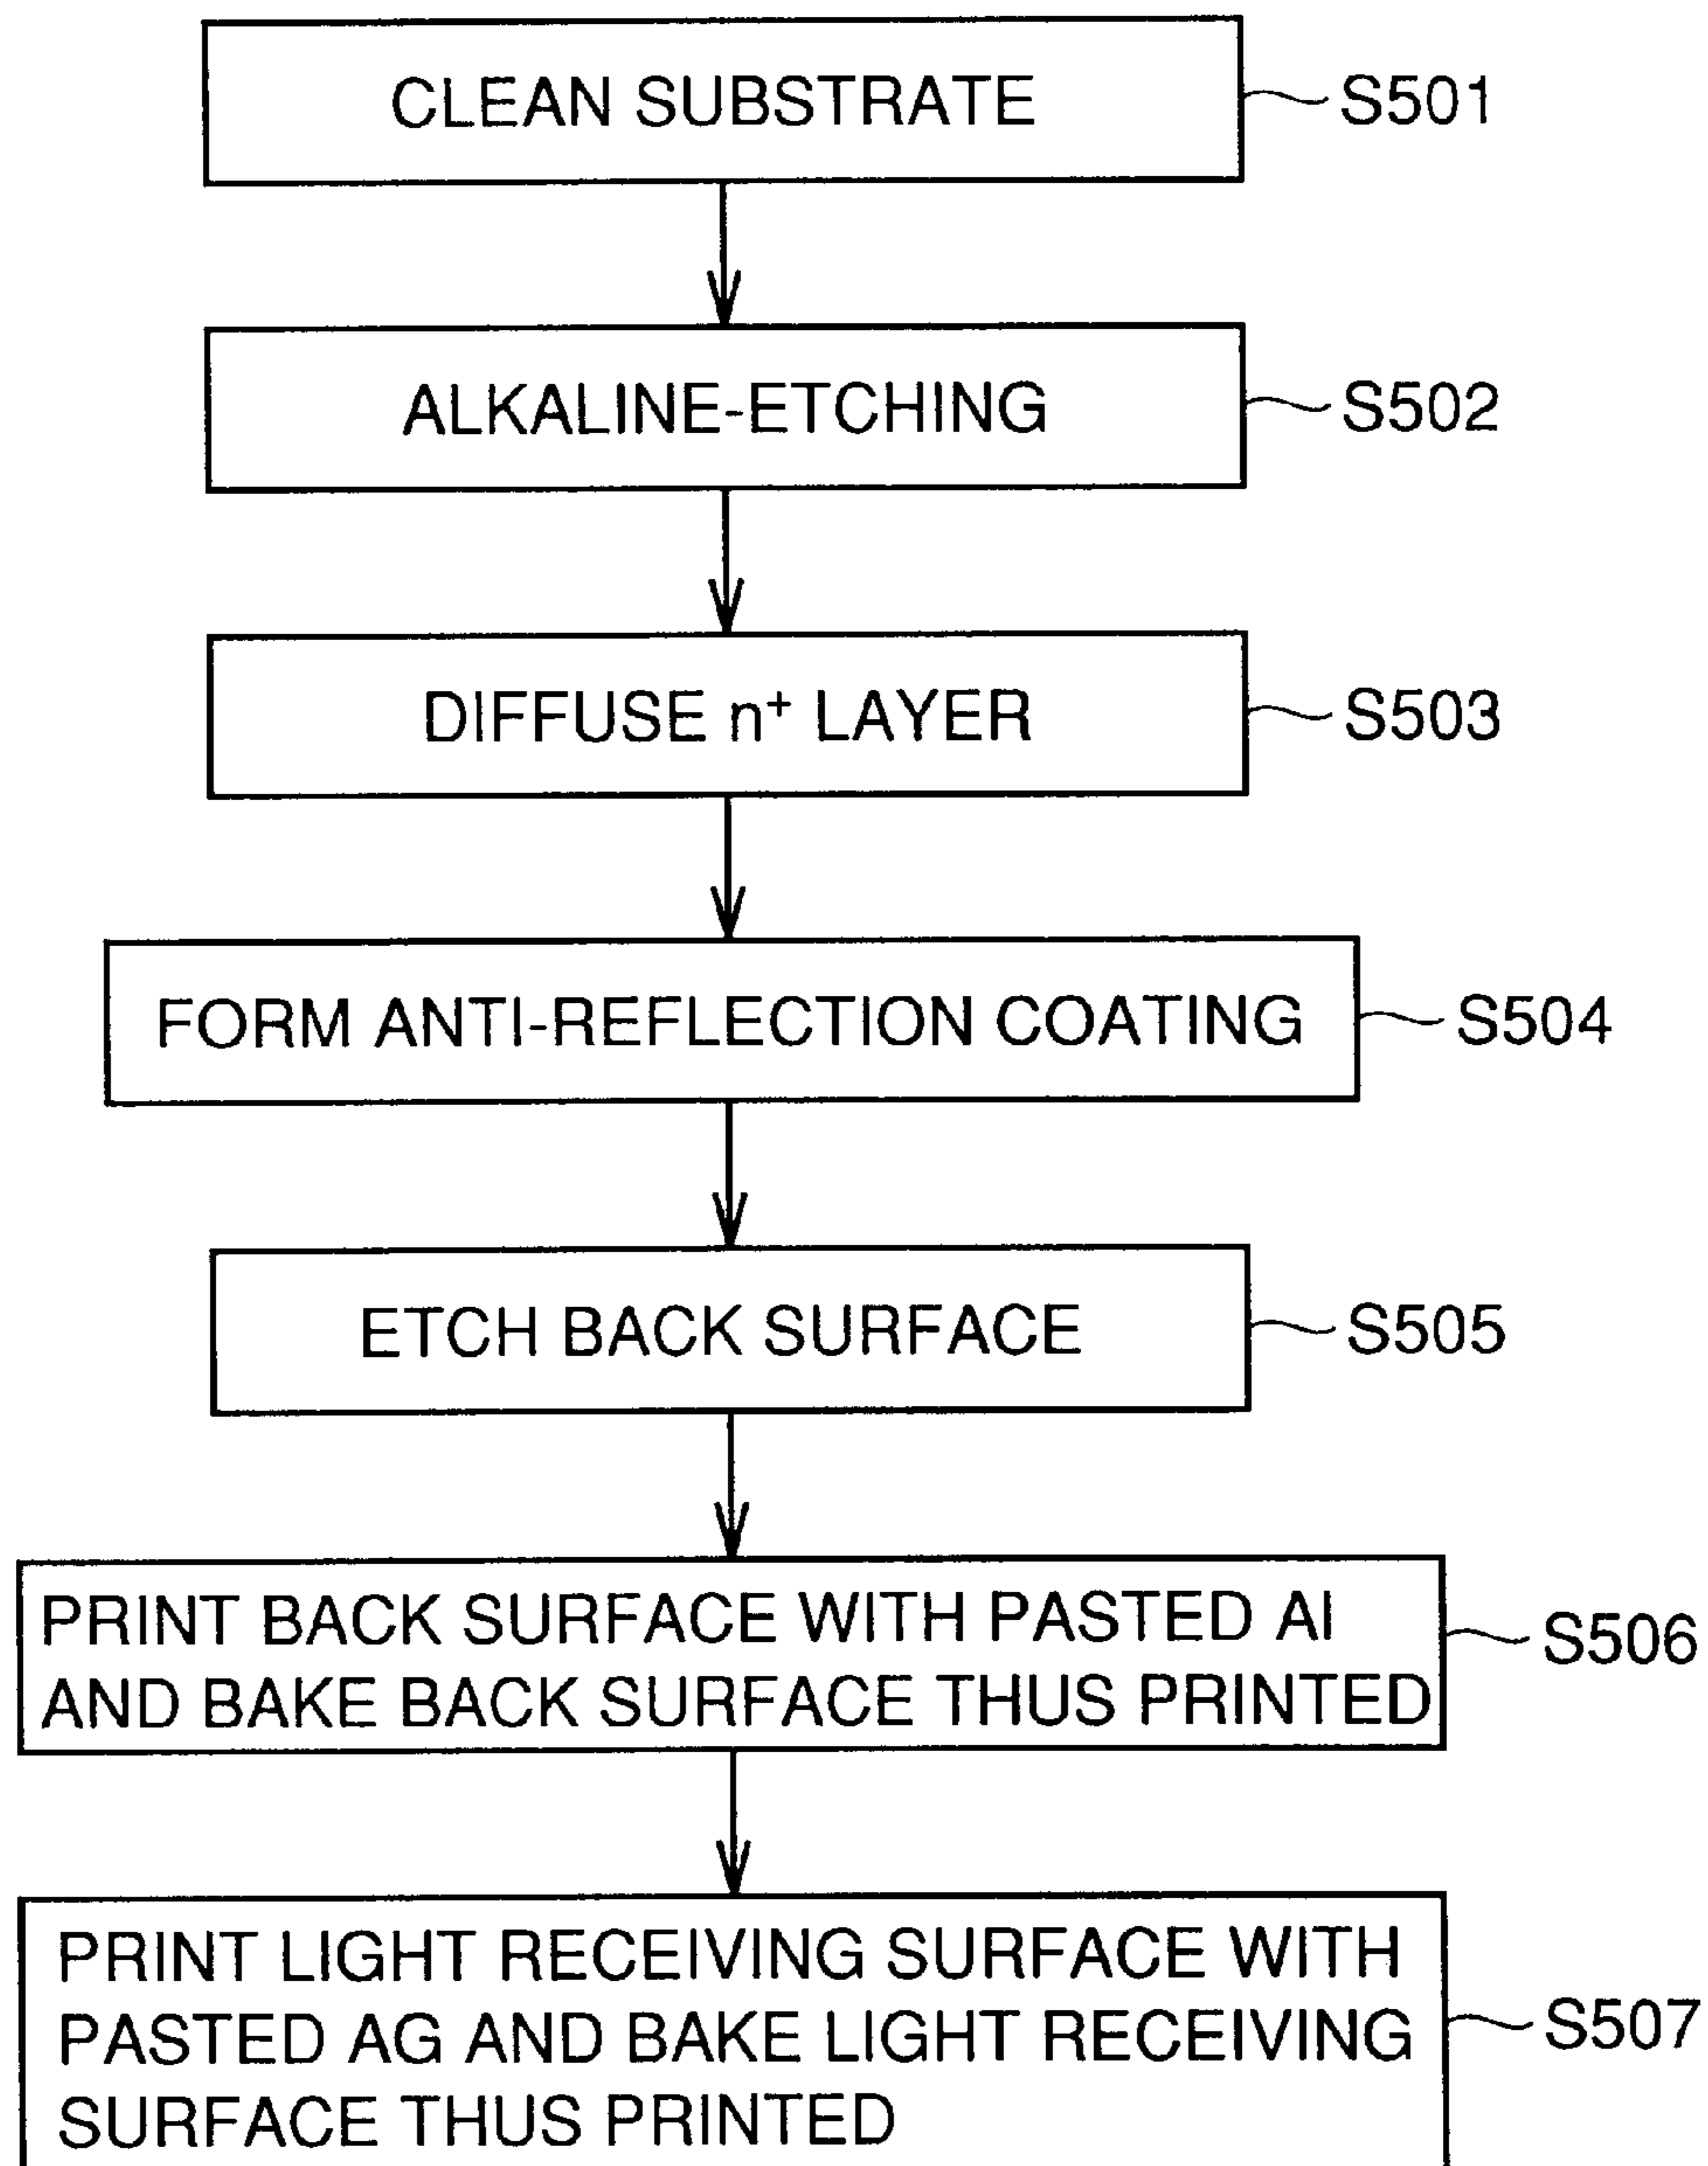 CLEAN SUBSTRATE
S501
ALKALINE-ETCHING
S502
DIFFUSE n⁺ LAYER
S503
FORM ANTI-REFLECTION COATING
S504
ETCH BACK SURFACE
S505
PRINT BACK SURFACE WITH PASTED Al
AND BAKE BACK SURFACE THUS PRINTED
S506
PRINT LIGHT RECEIVING SURFACE WITH
PASTED AG AND BAKE LIGHT RECEIVING
SURFACE THUS PRINTED
S507